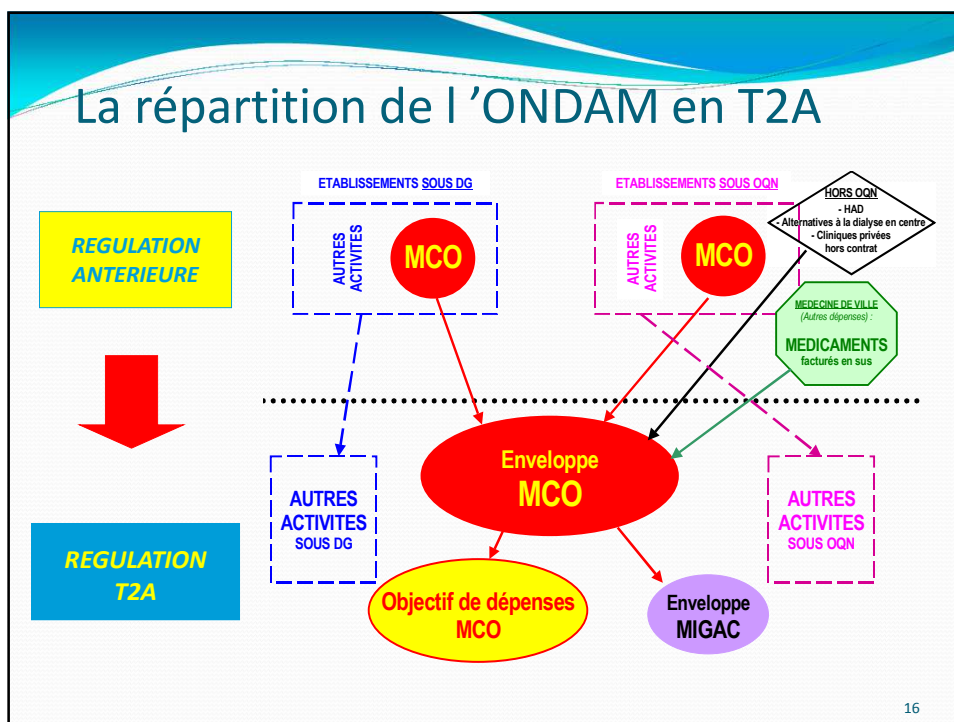 La répartition de l ’ONDAM en T2A
REGULATION
ANTERIEURE
ETABLISSEMENTS SOUS DG
AUTRES
ACTIVITES
MCO
ETABLISSEMENTS SOUS OQN
AUTRES
ACTIVITES
MCO
HORS OQN
- HAD
- Alternatives à la dialyse en centre
- Cliniques privées
hors contrat
MEDECINE DE VILLE
(Autres dépenses) :
MEDICAMENTS
facturés en sus
Enveloppe
MCO
AUTRES
ACTIVITES
SOUS DG
AUTRES
ACTIVITES
SOUS OQN
REGULATION
T2A
Objectif de dépenses
MCO
Enveloppe
MIGAC
16